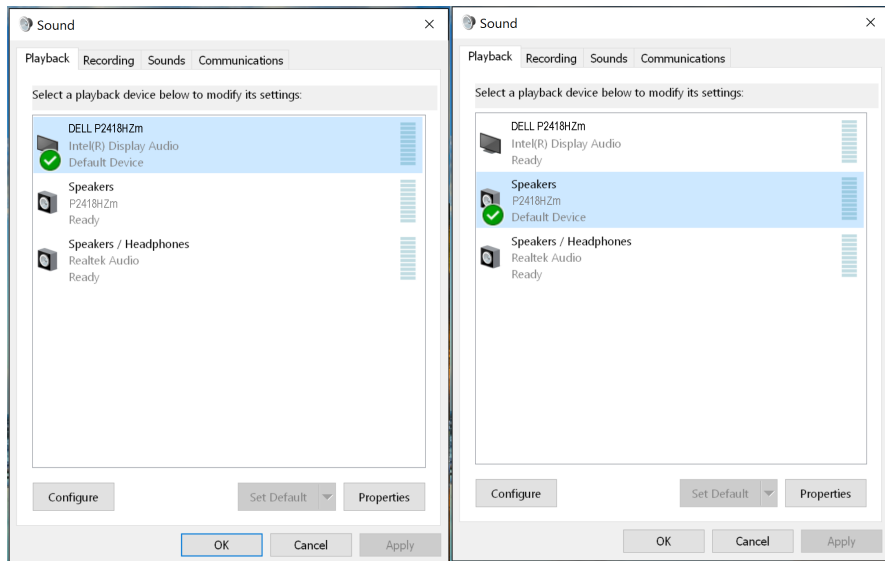 Sound
Playback Recording Sounds Communications
Select a playback device below to modify its settings:
DELL P2418HZm
Intel(R) Display Audio
Default Device
Speakers
P2418HZm
Ready
Speakers / Headphones
Realtek Audio
Ready
Configure Set Default Properties
OK Cancel Apply
Sound
Playback Recording Sounds Communications
Select a playback device below to modify its settings:
DELL P2418HZm
Intel(R) Display Audio
Ready
Speakers
P2418HZm
Default Device
Speakers / Headphones
Realtek Audio
Ready
Configure Set Default Properties
OK Cancel Apply